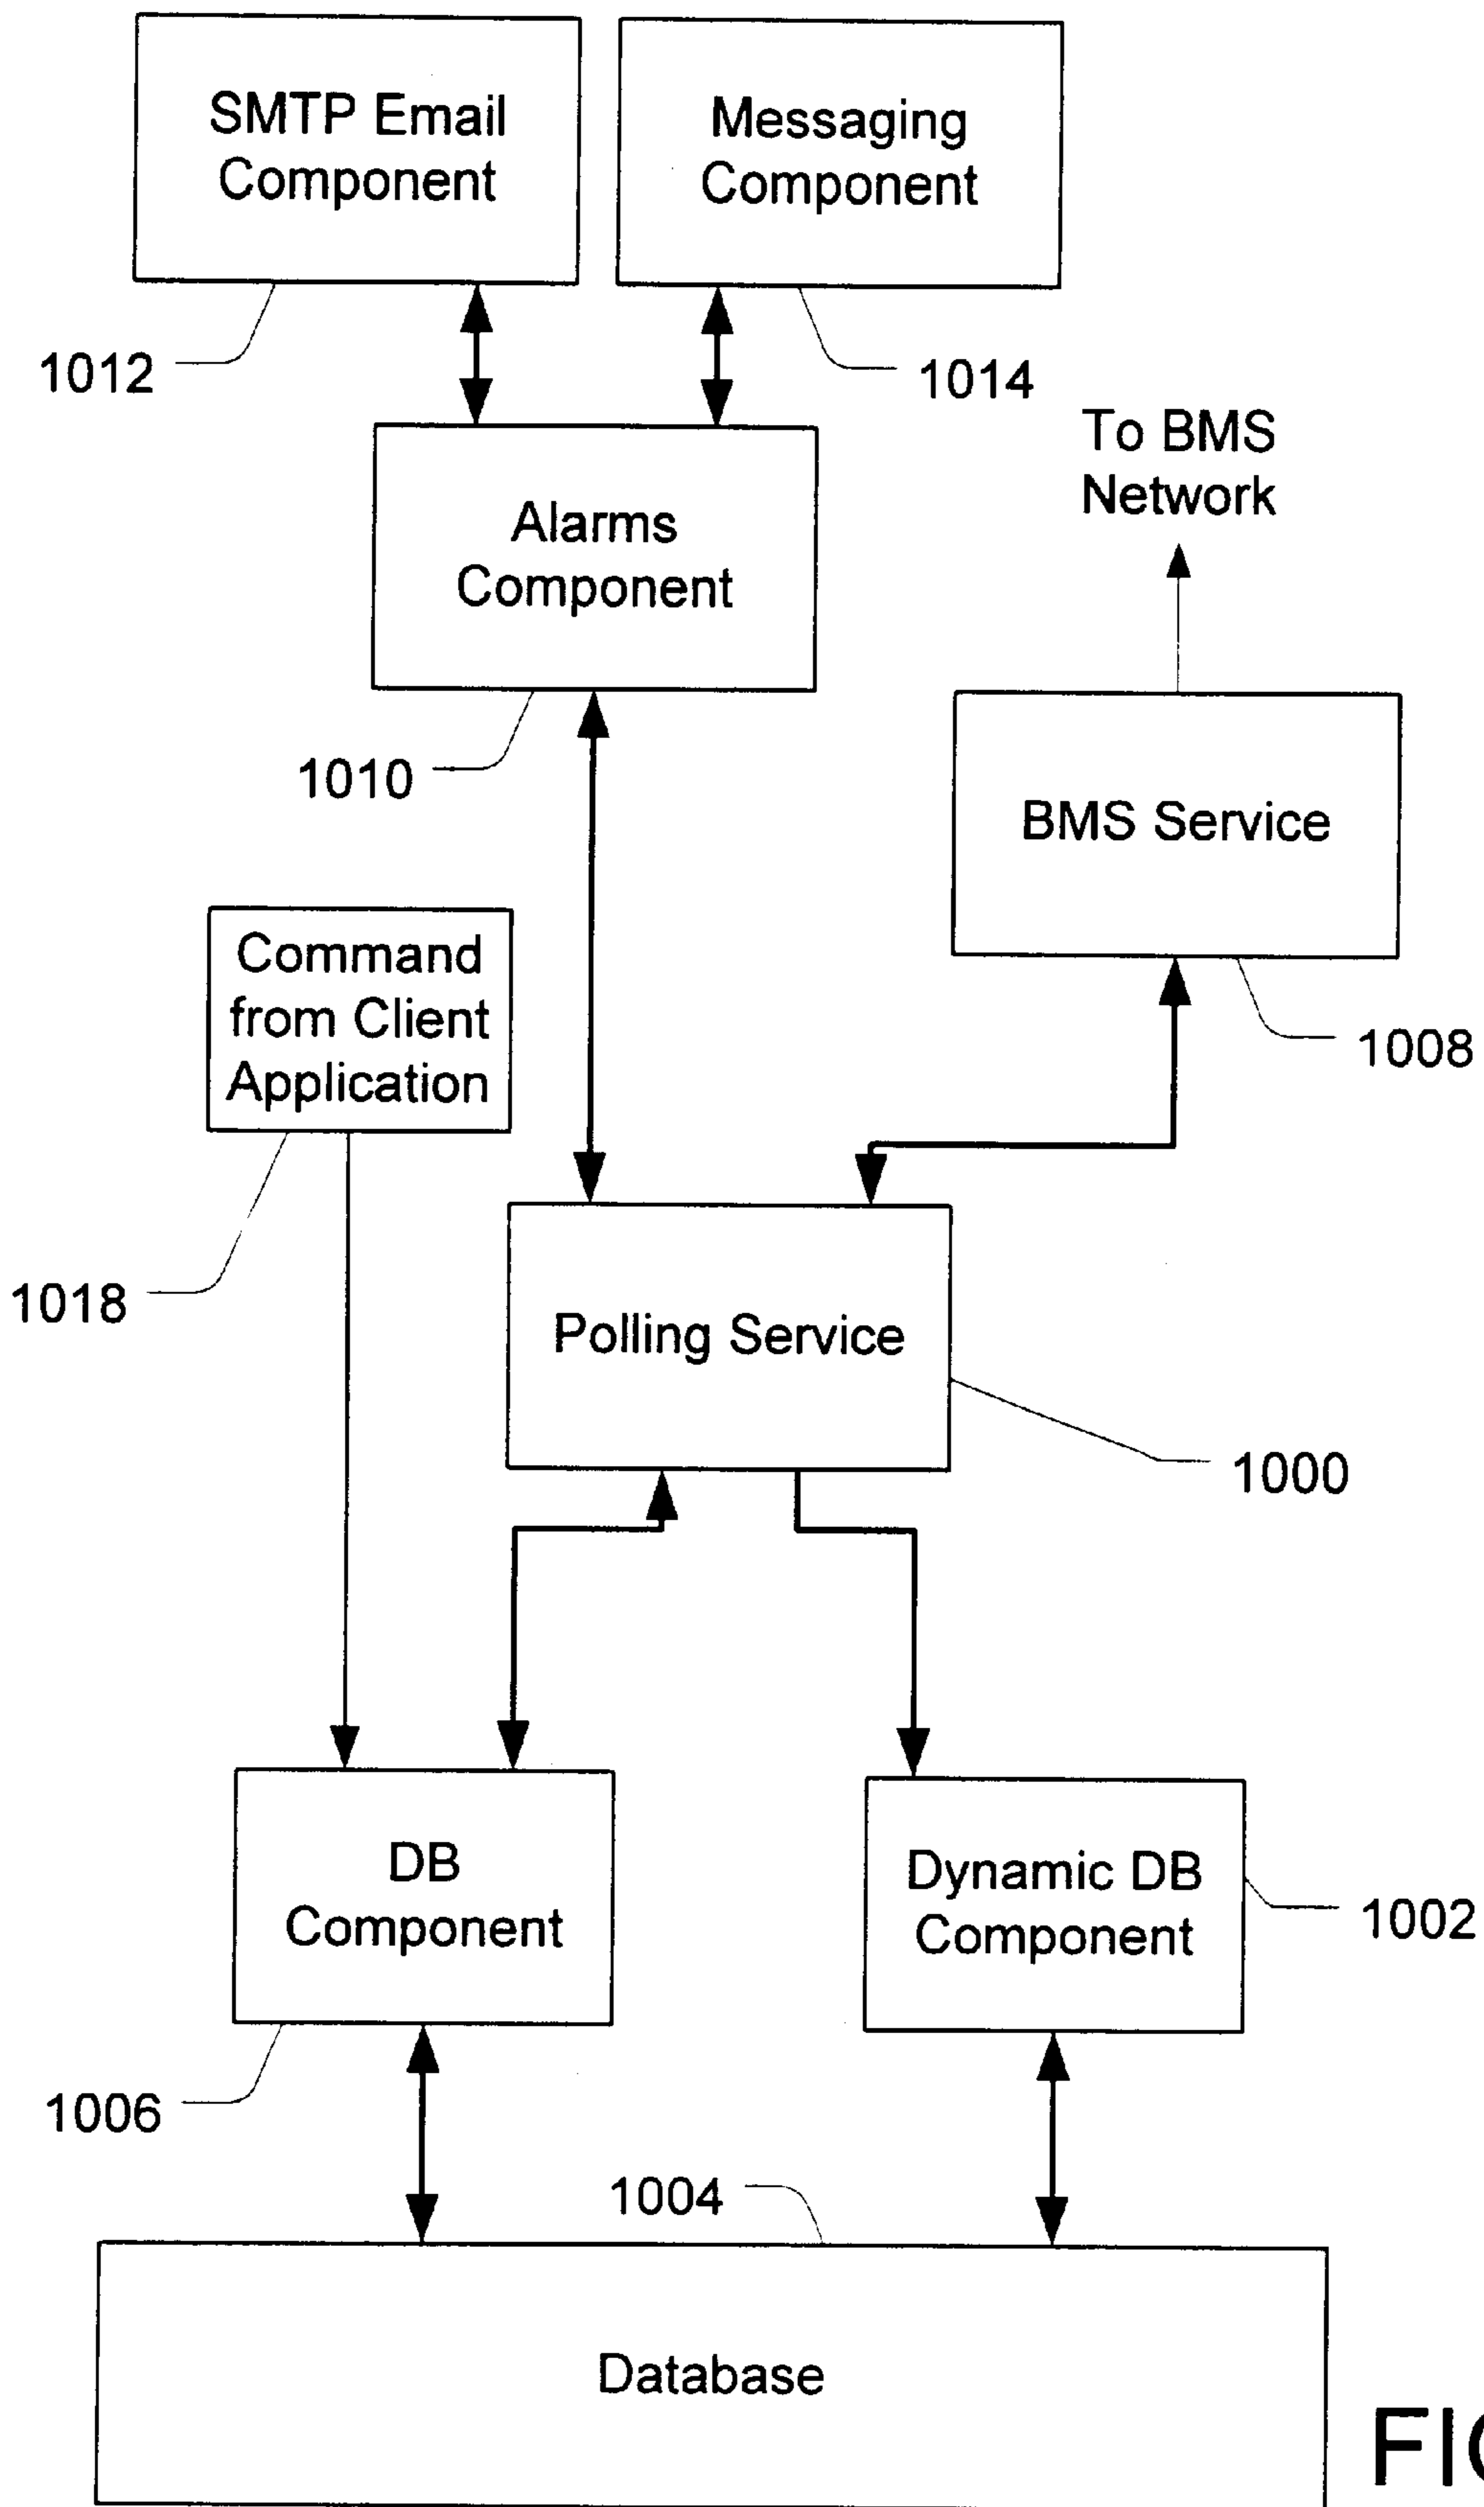 SMTP Email
Component
Messaging
Component
1012
1014
To BMS
Network
Alarms
Component
1010
BMS Service
Command
from Client
Application
1008
1018
Polling Service
1000
DB
Component
Dynamic DB
Component
1002
1006
1004
Database